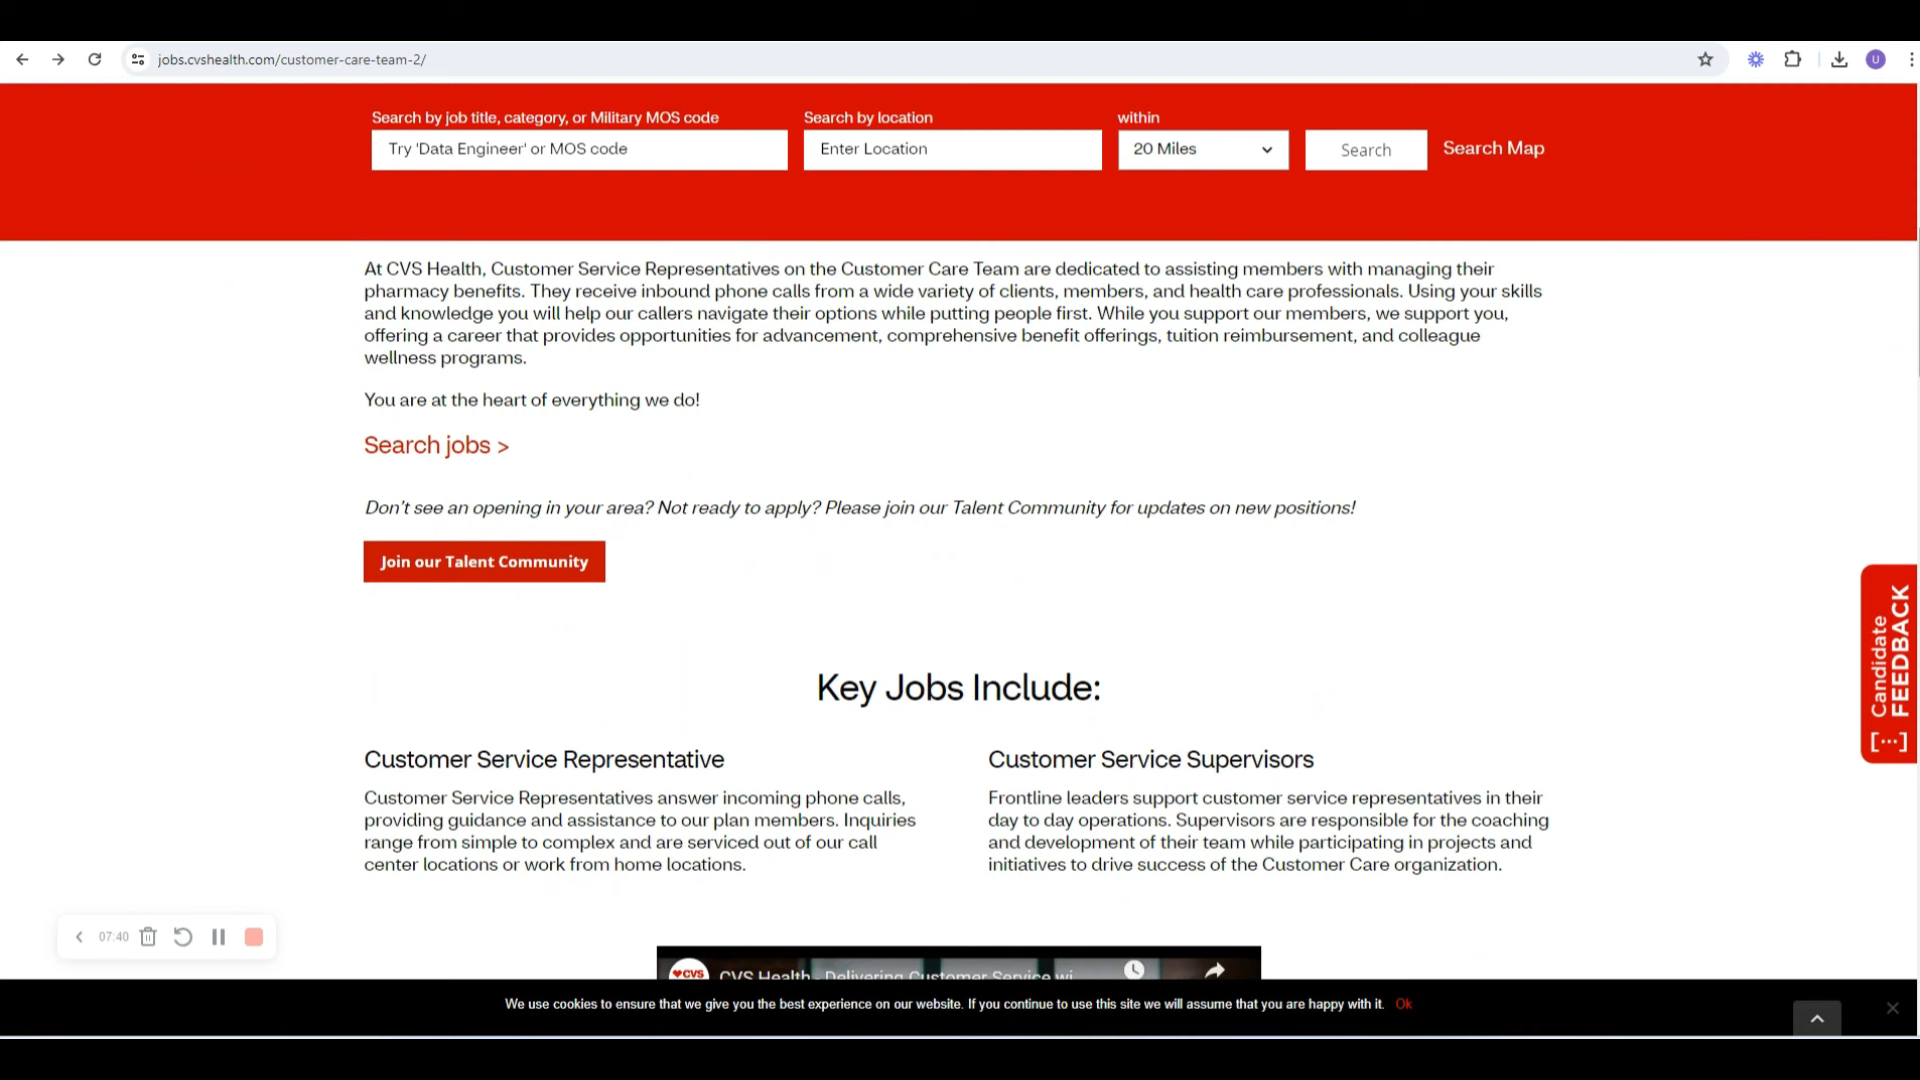 jobs.cvshealth.com/customer-care-team-2/
U
Search by job title, category, or Military MOS code
Search by location
within
Try 'Data Engineer' or MOS code
Enter Location
20 Miles
Search
Search Map
At CVS Health, Customer Service Representatives on the Customer Care Team are dedicated to assisting members with managing their
pharmacy benefits. They receive inbound phone calls from a wide variety of clients, members, and health care professionals. Using your skills
and knowledge you will help our callers navigate their options while putting people first. While you support our members, we support you,
offering a career that provides opportunities for advancement, comprehensive benefit offerings, tuition reimbursement, and colleague
wellness programs.
You are at the heart of everything we do!
Search jobs >
Don't see an opening in your area? Not ready to apply? Please join our Talent Community for updates on new positions!
Join our Talent Community
Candidate
FEEDBACK
Key Jobs Include:
Customer Service Representative
Customer Service Representatives answer incoming phone calls,
providing guidance and assistance to our plan members. Inquiries
range from simple to complex and are serviced out of our call
center locations or work from home locations.
Customer Service Supervisors
Frontline leaders support customer service representatives in their
day to day operations. Supervisors are responsible for the coaching
and development of their team while participating in projects and
initiatives to drive success of the Customer Care organization.
07:40
CVS
CVS Health - Delivering Customer Service wi
We use cookies to ensure that we give you the best experience on our website. If you continue to use this site we will assume that you are happy with it. Ok